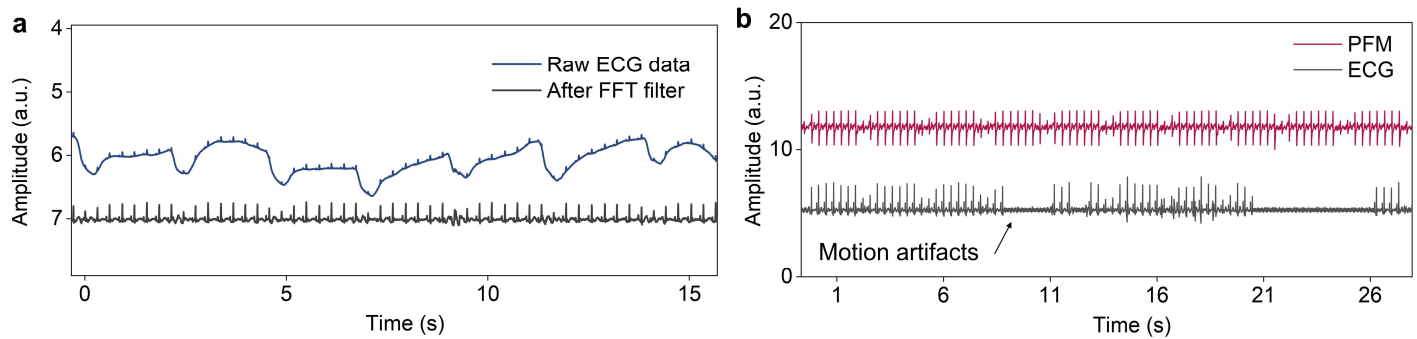 a
4
5
6
7
Amplitude (a.u.)
Raw ECG data
After FFT filter
0
5
10
15
Time (s)
b
20
10
0
Amplitude (a.u.)
PFM
ECG
Motion artifacts
1
6
11
16
21
26
Time (s)